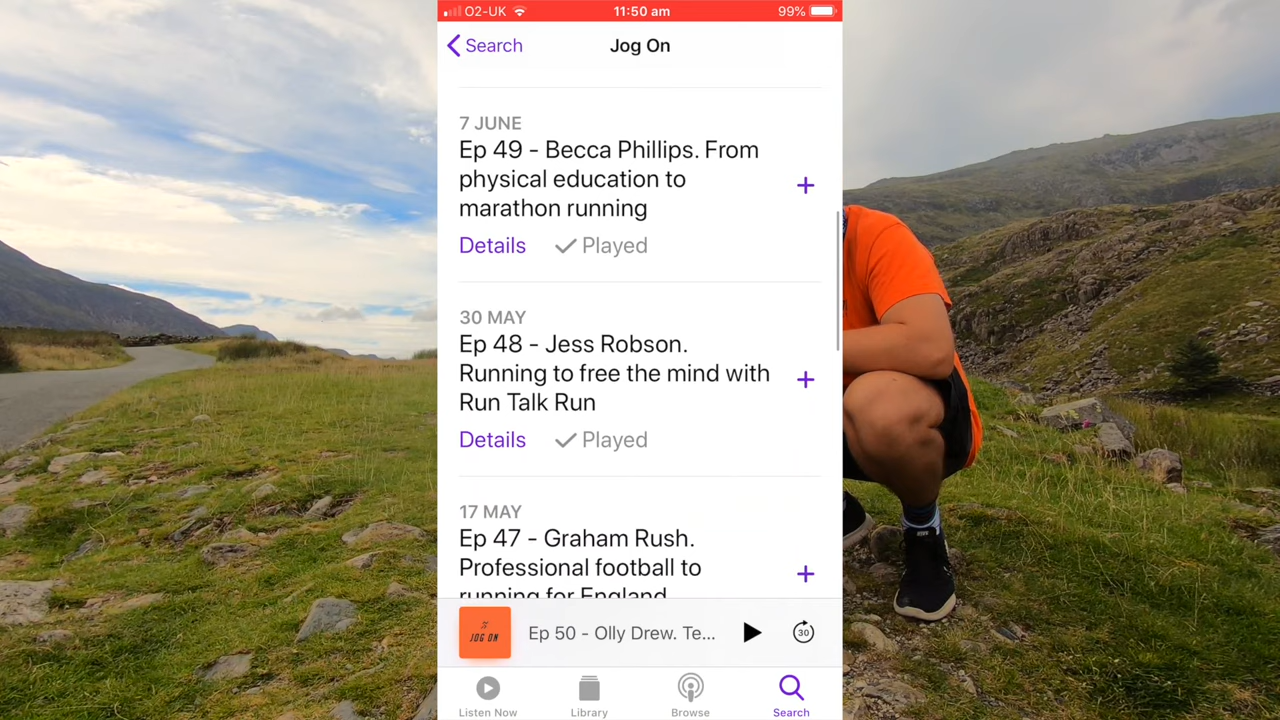 O2-UK
11:50 am
99%
Search
Jog On
7 JUNE
Ep 49 - Becca Phillips. From
physical education to
marathon running
Details
Played
30 MAY
Ep 48 - Jess Robson.
Running to free the mind with
Run Talk Run
Details
Played
17 MAY
Ep 47 - Graham Rush.
Professional football to
running for England
JOG ON
Ep 50 - Olly Drew. Te...
30
Listen Now
Library
Browse
Search